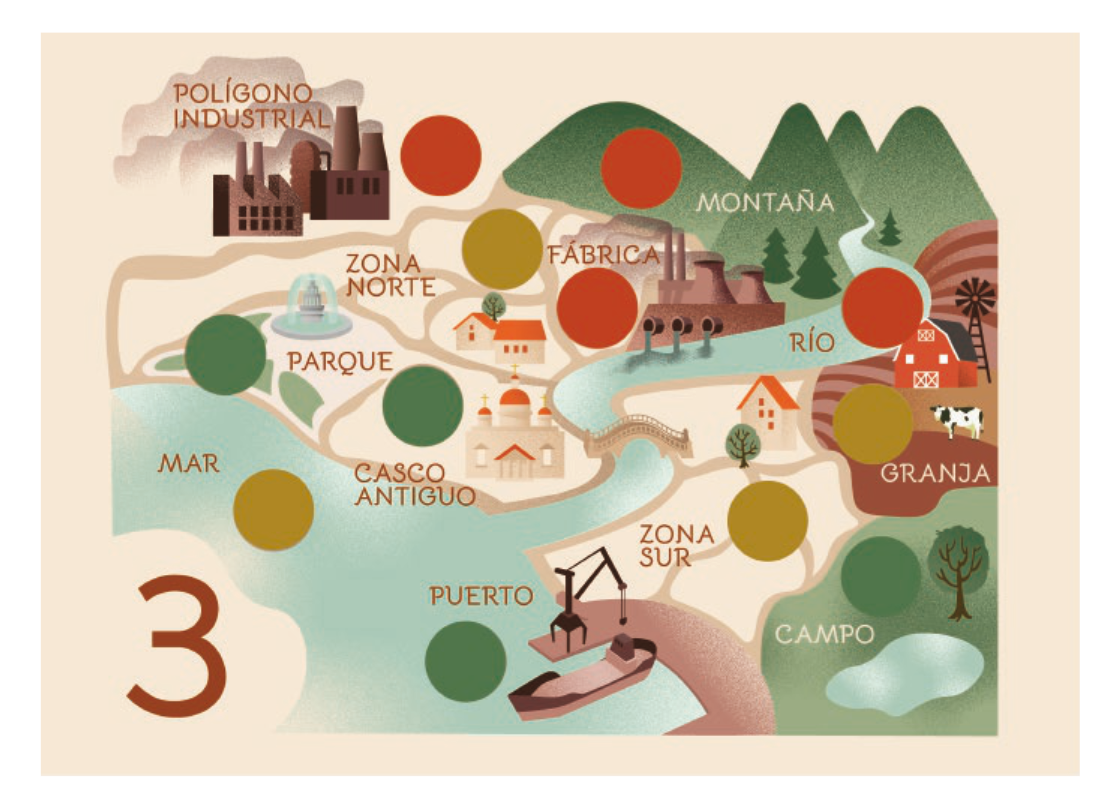 POLÍGONO
INDUSTRIAL
MONTAÑA
FÁBRICA
ZONA
NORTE
RÍO
PARQUE
MAR
CASCO
ANTIGUO
GRANJA
ZONA
SUR
PUERTO
CAMPO
3